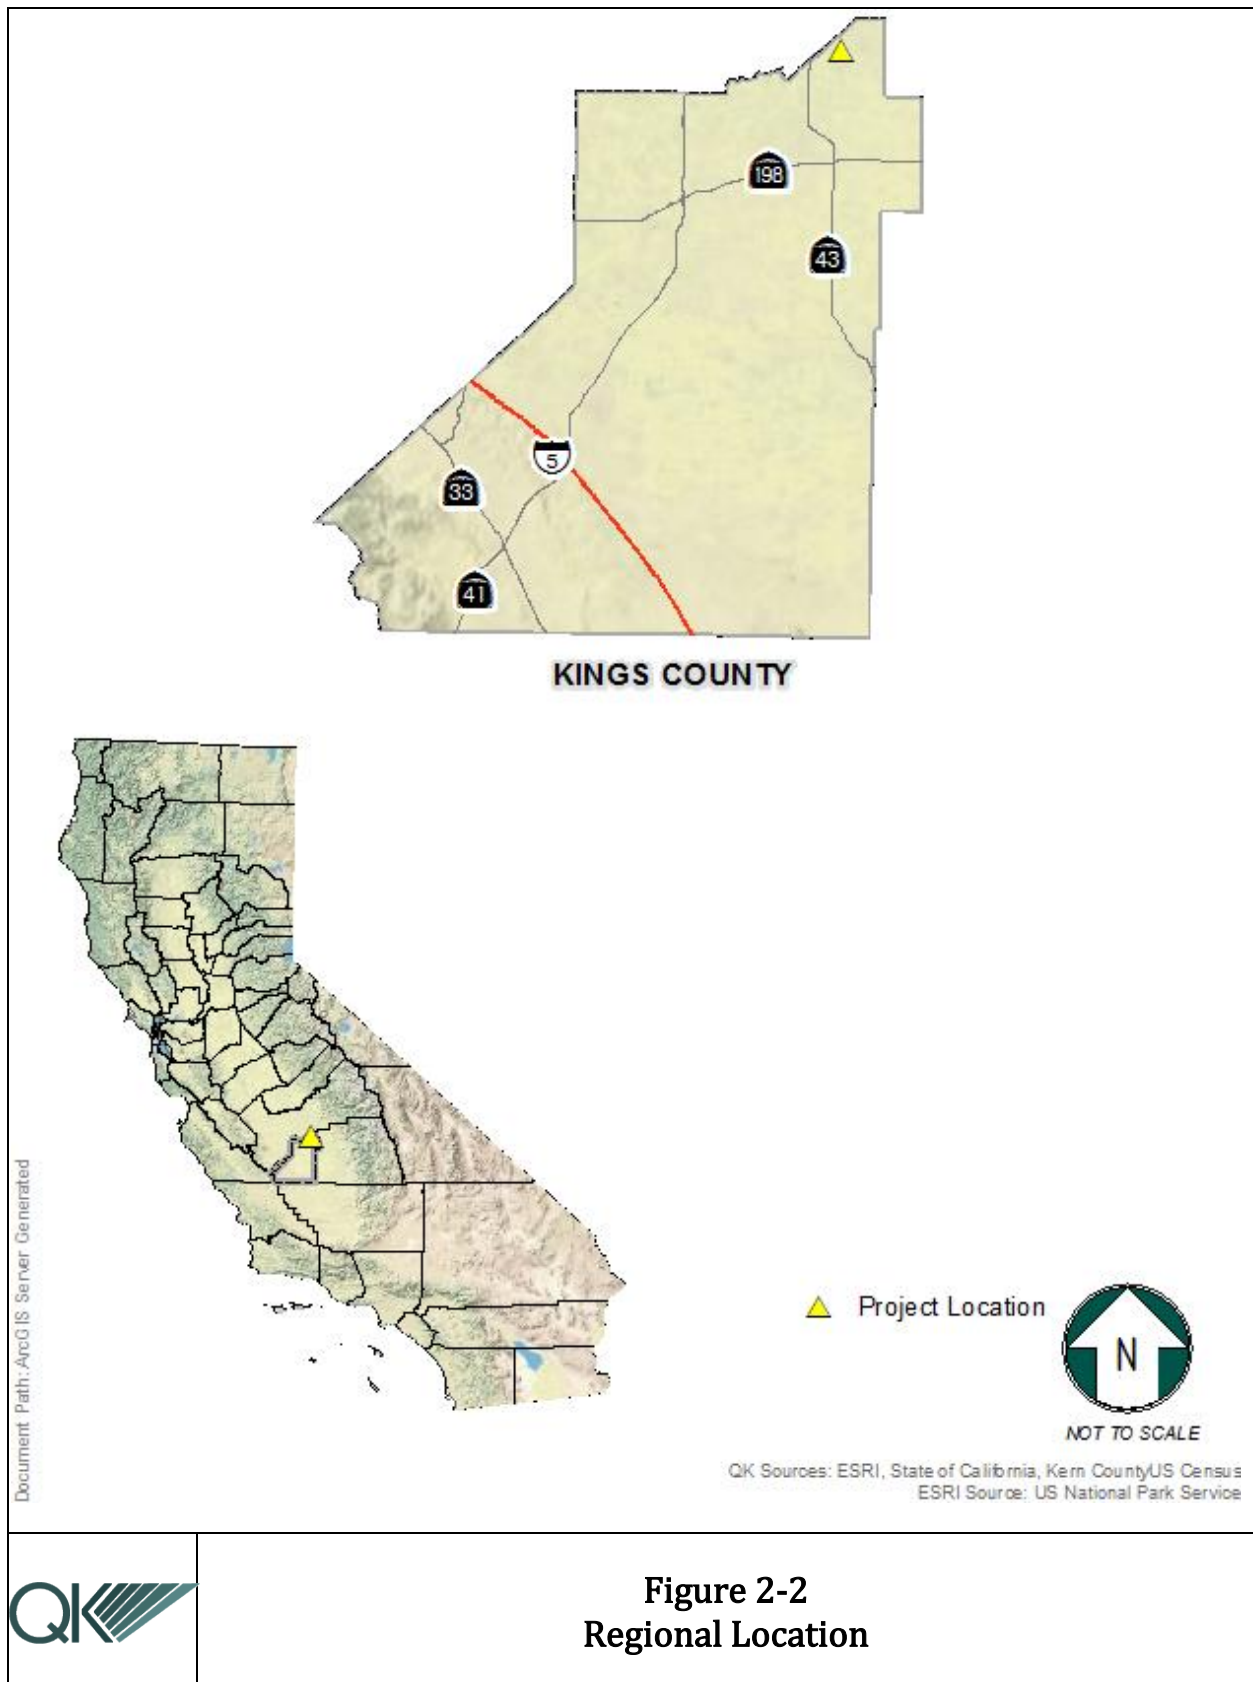 198
43
5
33
41
KINGS COUNTY
Document Path: ArcGIS Server Generated
Project Location
N
NOT TO SCALE
QK Sources: ESRI, State of California, Kern CountyUS Census
ESRI Source: US National Park Service
QK
Figure 2-2
Regional Location